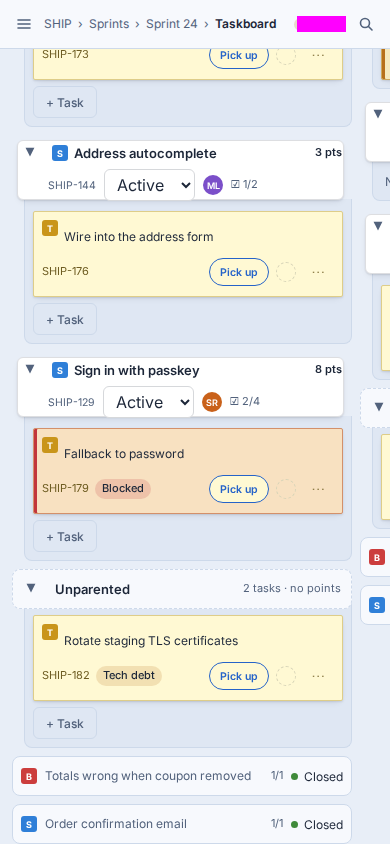 SHIP › Sprints › Sprint 24 › Taskboard
SHIP-173 Pick up ...
+ Task
▼ S Address autocomplete 3 pts
SHIP-144 Active ML ☑ 1/2
T Wire into the address form
SHIP-176 Pick up ...
+ Task
▼ S Sign in with passkey 8 pts
SHIP-129 Active SR ☑ 2/4
T Fallback to password
SHIP-179 Blocked Pick up ...
+ Task
▼ Unparented 2 tasks · no points
T Rotate staging TLS certificates
SHIP-182 Tech debt Pick up ...
+ Task
B Totals wrong when coupon removed 1/1 Closed
S Order confirmation email 1/1 Closed
B
S